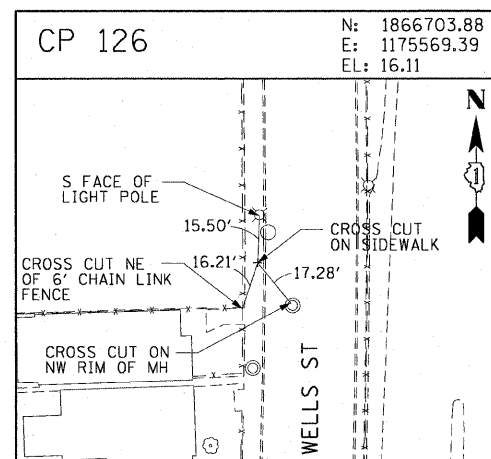 CP 126
N: 1866703.88
E: 1175569.39
EL: 16.11
N
1
S FACE OF
LIGHT POLE
15.50'
CROSS CUT
ON SIDEWALK
CROSS CUT NE
OF 6' CHAIN LINK
FENCE
16.21'
17.28'
CROSS CUT ON
NW RIM OF MH
WELLS ST